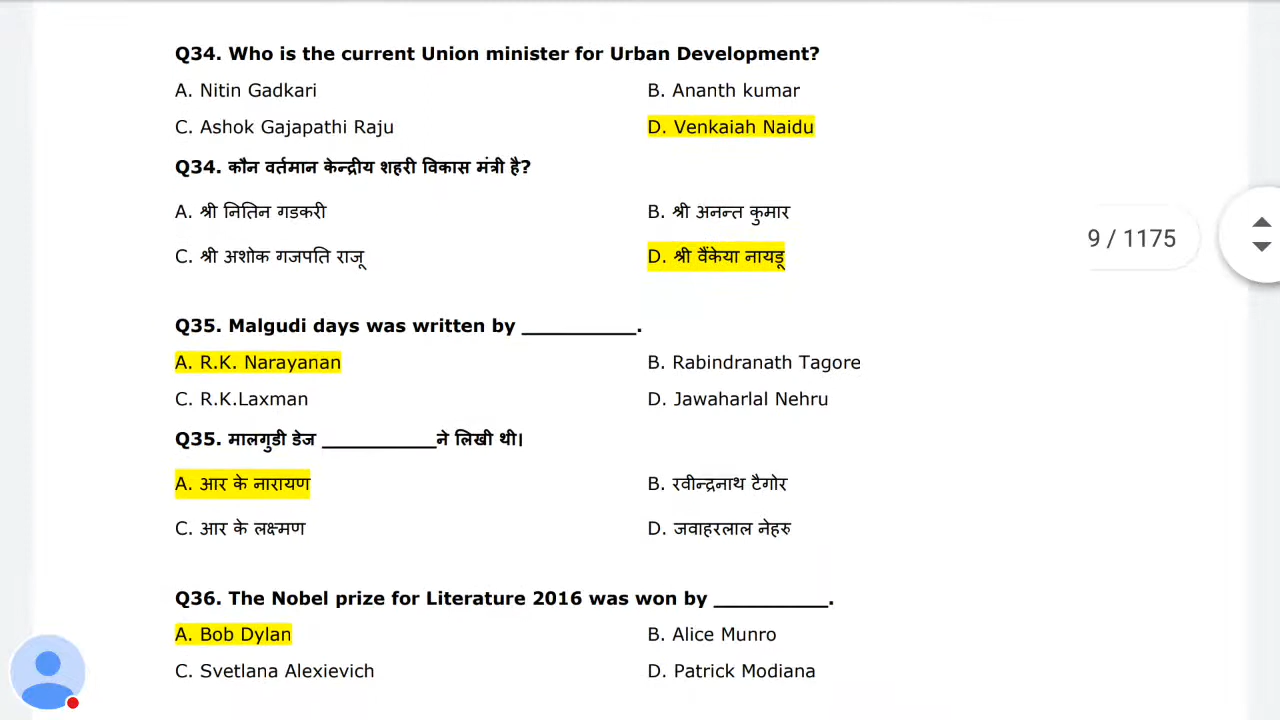 Q34. Who is the current Union minister for Urban Development?
A. Nitin Gadkari B. Ananth kumar
C. Ashok Gajapathi Raju D. Venkaiah Naidu
Q34. कौन वर्तमान केन्द्रीय शहरी विकास मंत्री है?
A. श्री नितिन गडकरी B. श्री अनन्त कुमार
C. श्री अशोक गजपति राजू D. श्री वैंकेया नायडू
9 / 1175
Q35. Malgudi days was written by __________.
A. R.K. Narayanan B. Rabindranath Tagore
C. R.K.Laxman D. Jawaharlal Nehru
Q35. मालगुडी डेज __________ने लिखी थी।
A. आर के नारायण B. रवीन्द्रनाथ टैगोर
C. आर के लक्ष्मण D. जवाहरलाल नेहरु
Q36. The Nobel prize for Literature 2016 was won by __________.
A. Bob Dylan B. Alice Munro
C. Svetlana Alexievich D. Patrick Modiana